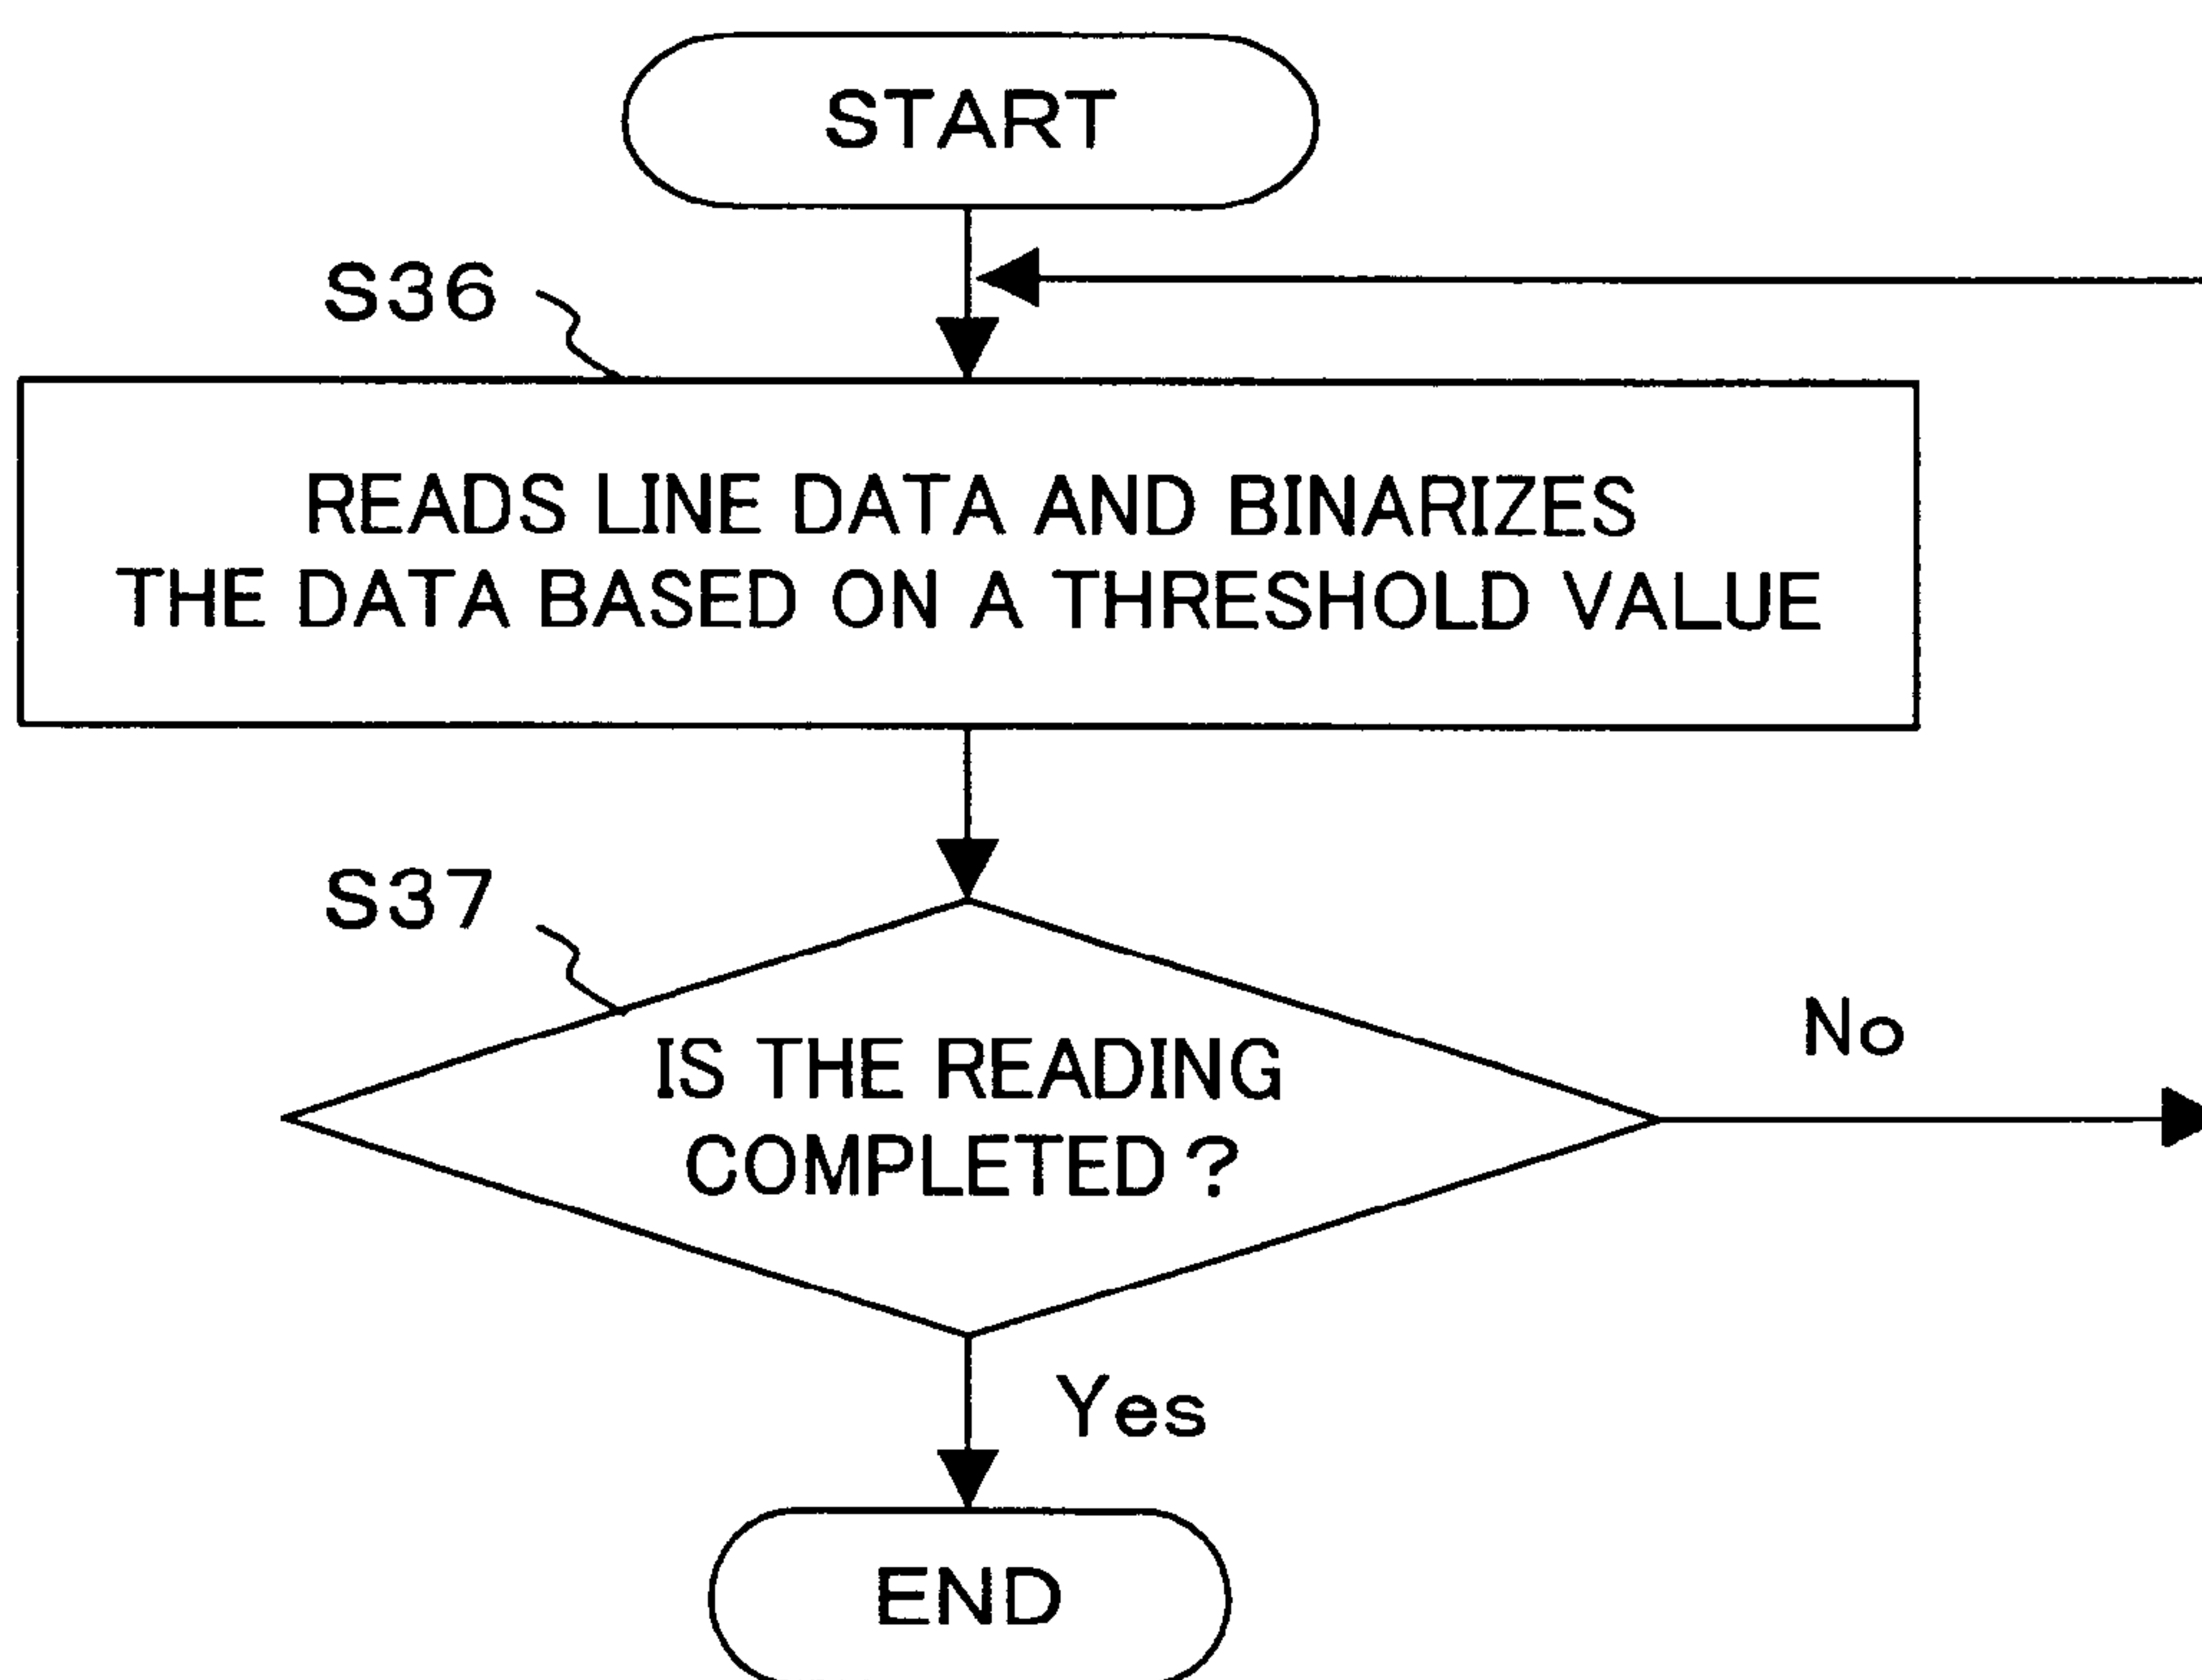 START
S36
READS LINE DATA AND BINARIZES
THE DATA BASED ON A THRESHOLD VALUE
S37
IS THE READING
COMPLETED ?
No
Yes
END